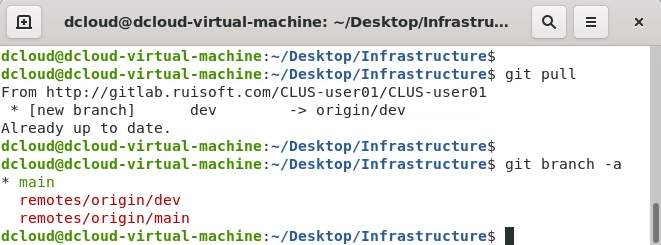 dcloud@dcloud-virtual-machine: ~/Desktop/Infrastru...
dcloud@dcloud-virtual-machine:~/Desktop/Infrastructure$
dcloud@dcloud-virtual-machine:~/Desktop/Infrastructure$ git pull
From http://gitlab.ruisoft.com/CLUS-user01/CLUS-user01
 * [new branch]      dev        -> origin/dev
Already up to date.
dcloud@dcloud-virtual-machine:~/Desktop/Infrastructure$
dcloud@dcloud-virtual-machine:~/Desktop/Infrastructure$ git branch -a
* main
  remotes/origin/dev
  remotes/origin/main
dcloud@dcloud-virtual-machine:~/Desktop/Infrastructure$